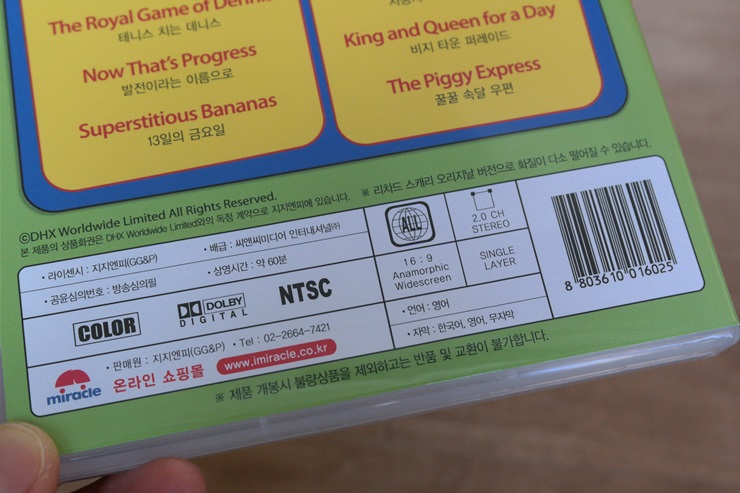 The Royal Game of Dennis
테니스 치는 데니스
Now That's Progress
발전이라는 이름으로
Superstitious Bananas
13일의 금요일
King and Queen for a Day
비지 타운 퍼레이드
The Piggy Express
꿀꿀 속달 우편
©DHX Worldwide Limited All Rights Reserved.
본 제품의 상품화권은 DHX Worldwide Limited와의 독점 계약으로 지지엔피에 있습니다.
※ 리차드 스캐리 오리지날 버전으로 화질이 다소 떨어질 수 있습니다.
• 라이센시 : 지지엔피(GG&P)
• 배급 : 씨앤씨미디어 인터내셔널㈜
• 공윤심의번호 : 방송심의필
• 상영시간 : 약 60분
COLOR
DOLBY
DIGITAL
NTSC
ALL
2.0 CH
STEREO
16 : 9
Anamorphic
Widescreen
SINGLE
LAYER
• 언어 : 영어
• 자막 : 한국어, 영어, 무자막
8 803610 016025
miracle
• 판매원 : 지지엔피(GG&P) • Tel : 02-2664-7421
온라인 쇼핑몰 www.imiracle.co.kr
※ 제품 개봉시 불량상품을 제외하고는 반품 및 교환이 불가합니다.